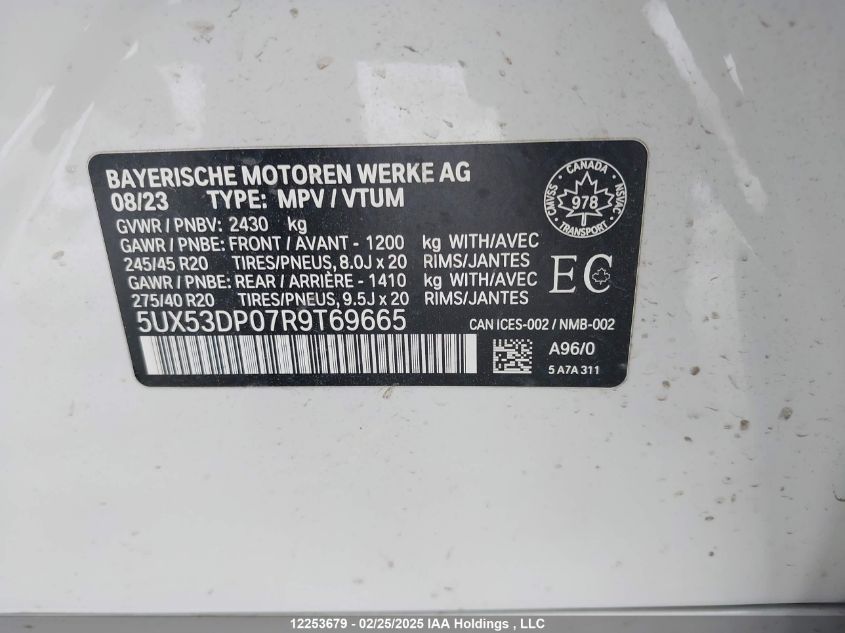 BAYERISCHE MOTOREN WERKE AG
08/23 TYPE: MPV / VTUM
GVWR / PNBV: 2430 kg
GAWR / PNBE: FRONT / AVANT - 1200 kg WITH/AVEC
245/45 R20 TIRES/PNEUS, 8.0J x 20 RIMS/JANTES
GAWR / PNBE: REAR / ARRIÈRE - 1410 kg WITH/AVEC
275/40 R20 TIRES/PNEUS, 9.5J x 20 RIMS/JANTES
5UX53DP07R9T69665
CANADA
CMVSS 978 NSVAC
TRANSPORT
EC
CAN ICES-002 / NMB-002
A96/0
5 A7A 311
12253679 - 02/25/2025 IAA Holdings , LLC